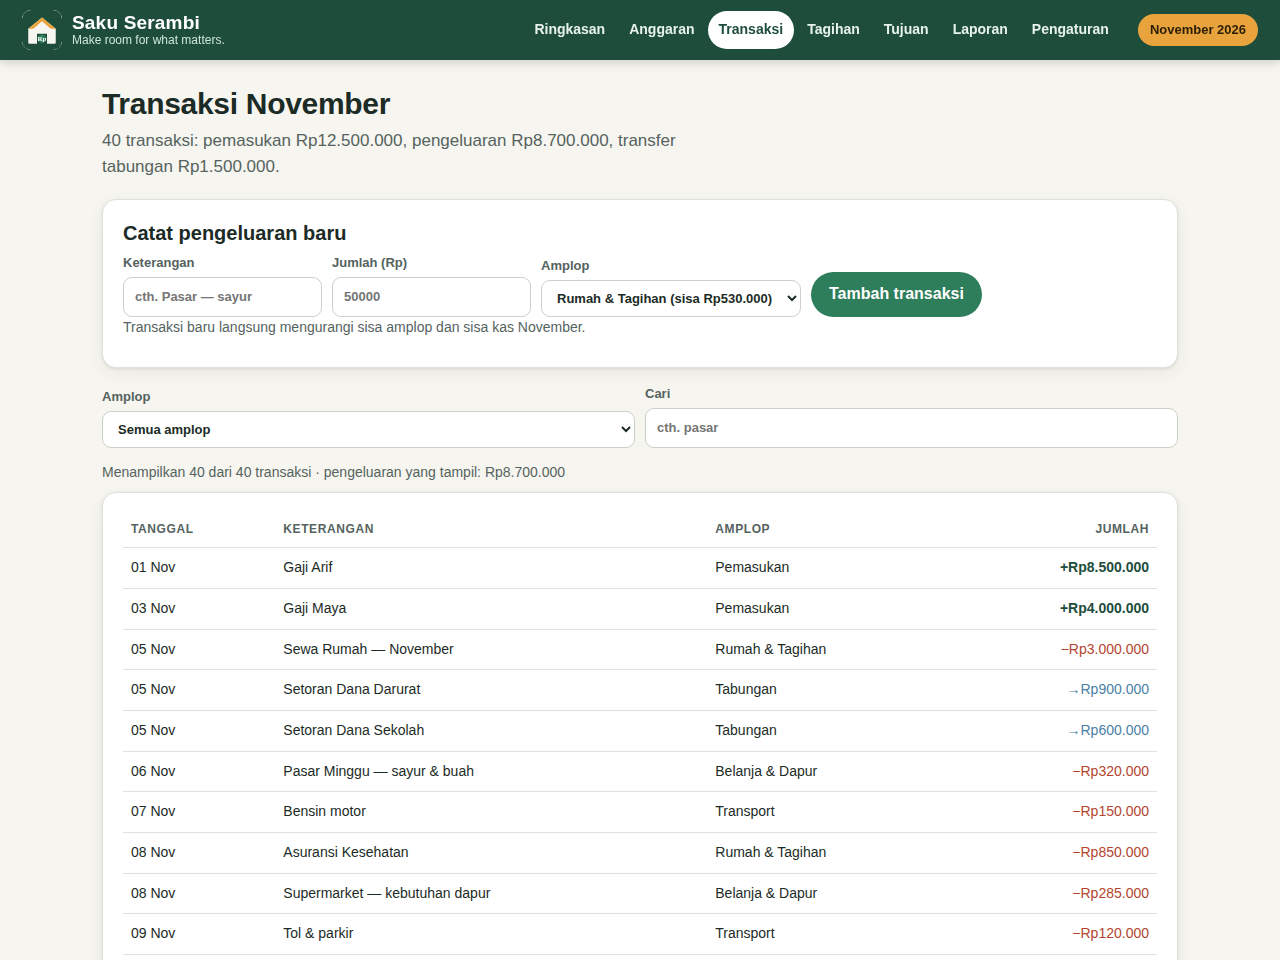 Rp
Saku Serambi
Make room for what matters.
Ringkasan Anggaran Transaksi Tagihan Tujuan Laporan Pengaturan November 2026
Transaksi November
40 transaksi: pemasukan Rp12.500.000, pengeluaran Rp8.700.000, transfer
tabungan Rp1.500.000.
Catat pengeluaran baru
Keterangan Jumlah (Rp) Amplop
cth. Pasar — sayur 50000 Rumah & Tagihan (sisa Rp530.000) Tambah transaksi
Transaksi baru langsung mengurangi sisa amplop dan sisa kas November.
Amplop Cari
Semua amplop cth. pasar
Menampilkan 40 dari 40 transaksi · pengeluaran yang tampil: Rp8.700.000
TANGGAL KETERANGAN AMPLOP JUMLAH
01 Nov Gaji Arif Pemasukan +Rp8.500.000
03 Nov Gaji Maya Pemasukan +Rp4.000.000
05 Nov Sewa Rumah — November Rumah & Tagihan −Rp3.000.000
05 Nov Setoran Dana Darurat Tabungan →Rp900.000
05 Nov Setoran Dana Sekolah Tabungan →Rp600.000
06 Nov Pasar Minggu — sayur & buah Belanja & Dapur −Rp320.000
07 Nov Bensin motor Transport −Rp150.000
08 Nov Asuransi Kesehatan Rumah & Tagihan −Rp850.000
08 Nov Supermarket — kebutuhan dapur Belanja & Dapur −Rp285.000
09 Nov Tol & parkir Transport −Rp120.000